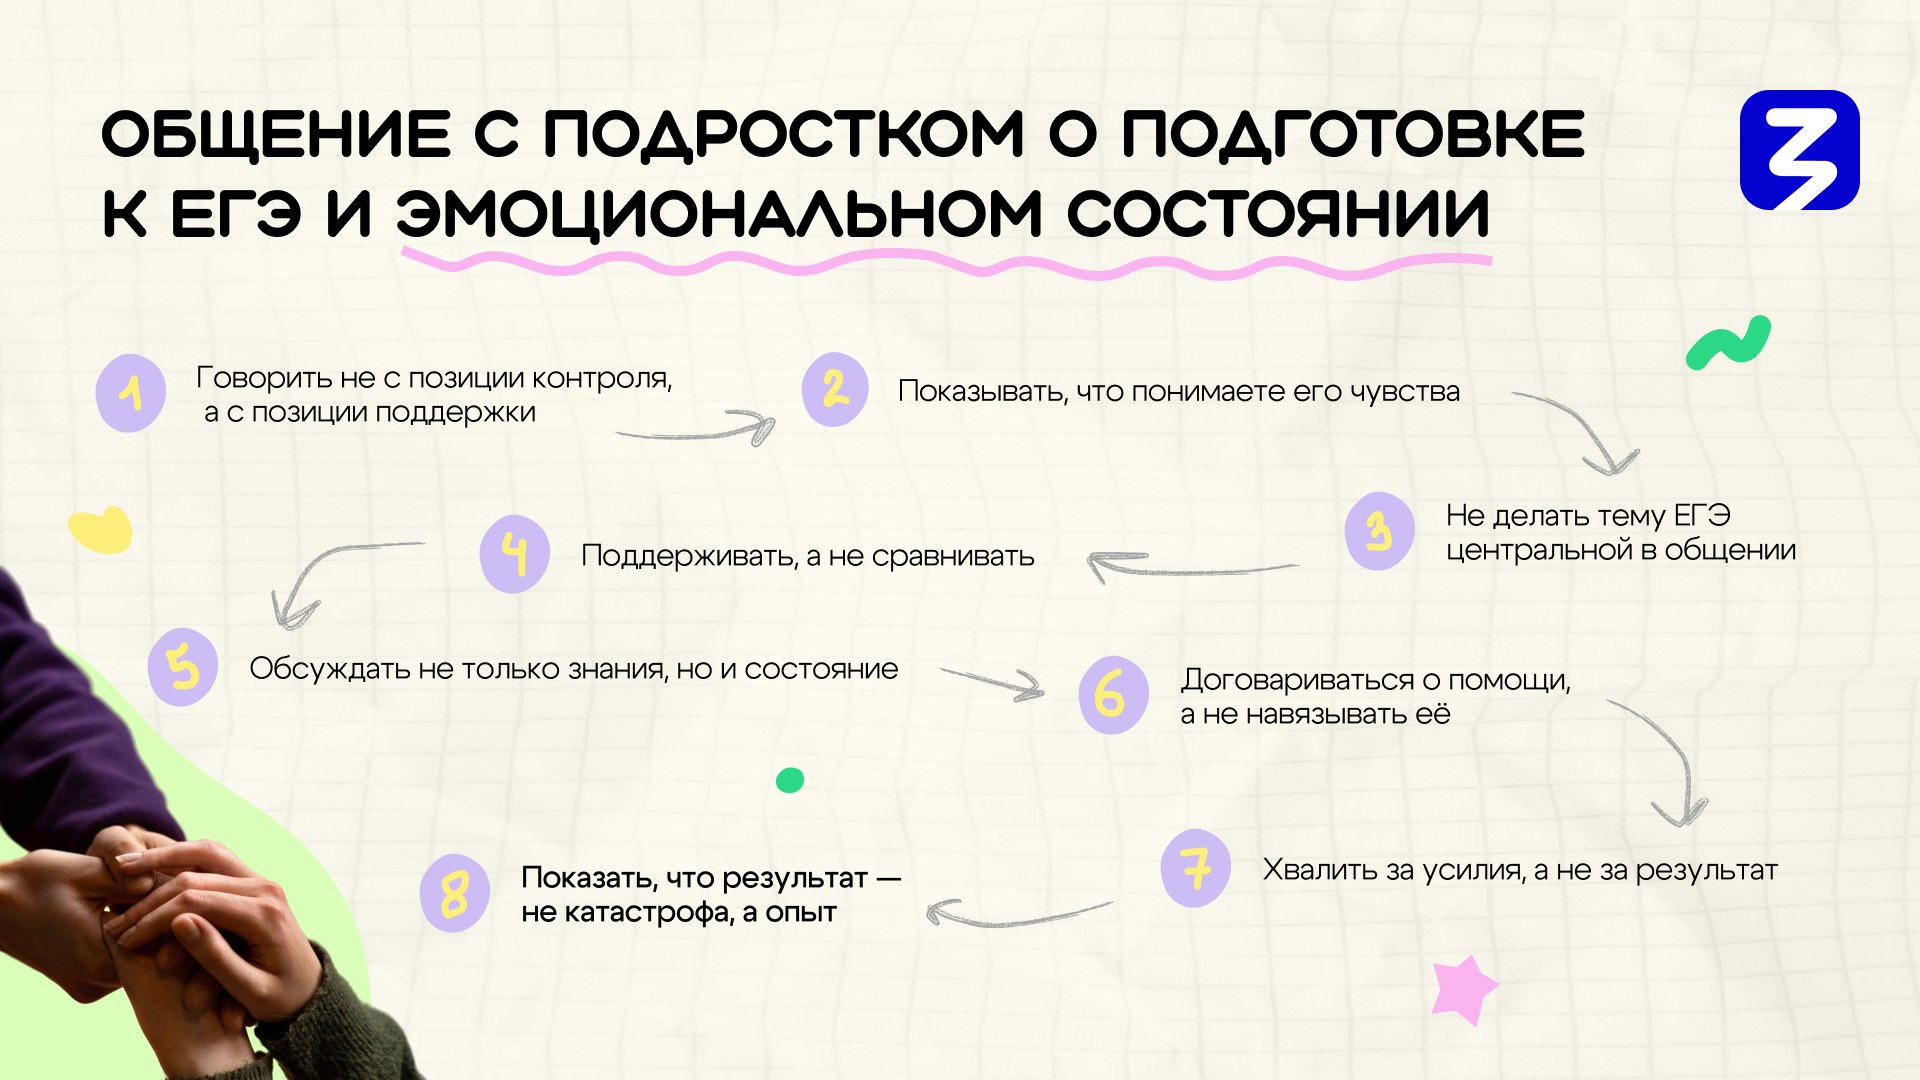 ОБЩЕНИЕ С ПОДРОСТКОМ О ПОДГОТОВКЕ
К ЕГЭ И ЭМОЦИОНАЛЬНОМ СОСТОЯНИИ
1
Говорить не с позиции контроля,
а с позиции поддержки
2
Показывать, что понимаете его чувства
3
Не делать тему ЕГЭ
центральной в общении
4
Поддерживать, а не сравнивать
5
Обсуждать не только знания, но и состояние
6
Договариваться о помощи,
а не навязывать её
7
Хвалить за усилия, а не за результат
8
Показать, что результат —
не катастрофа, а опыт